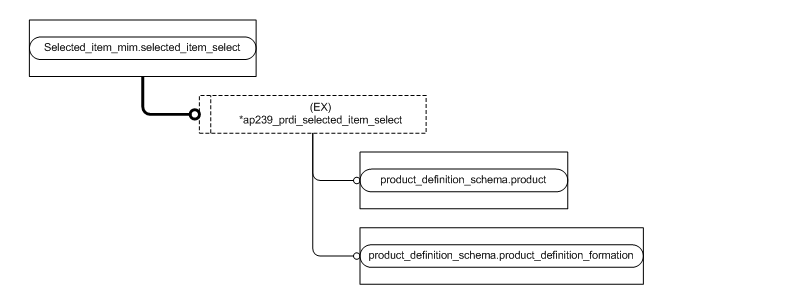 Selected_item_mim.selected_item_select
(EX)
*ap239_prdi_selected_item_select
product_definition_schema.product
product_definition_schema.product_definition_formation